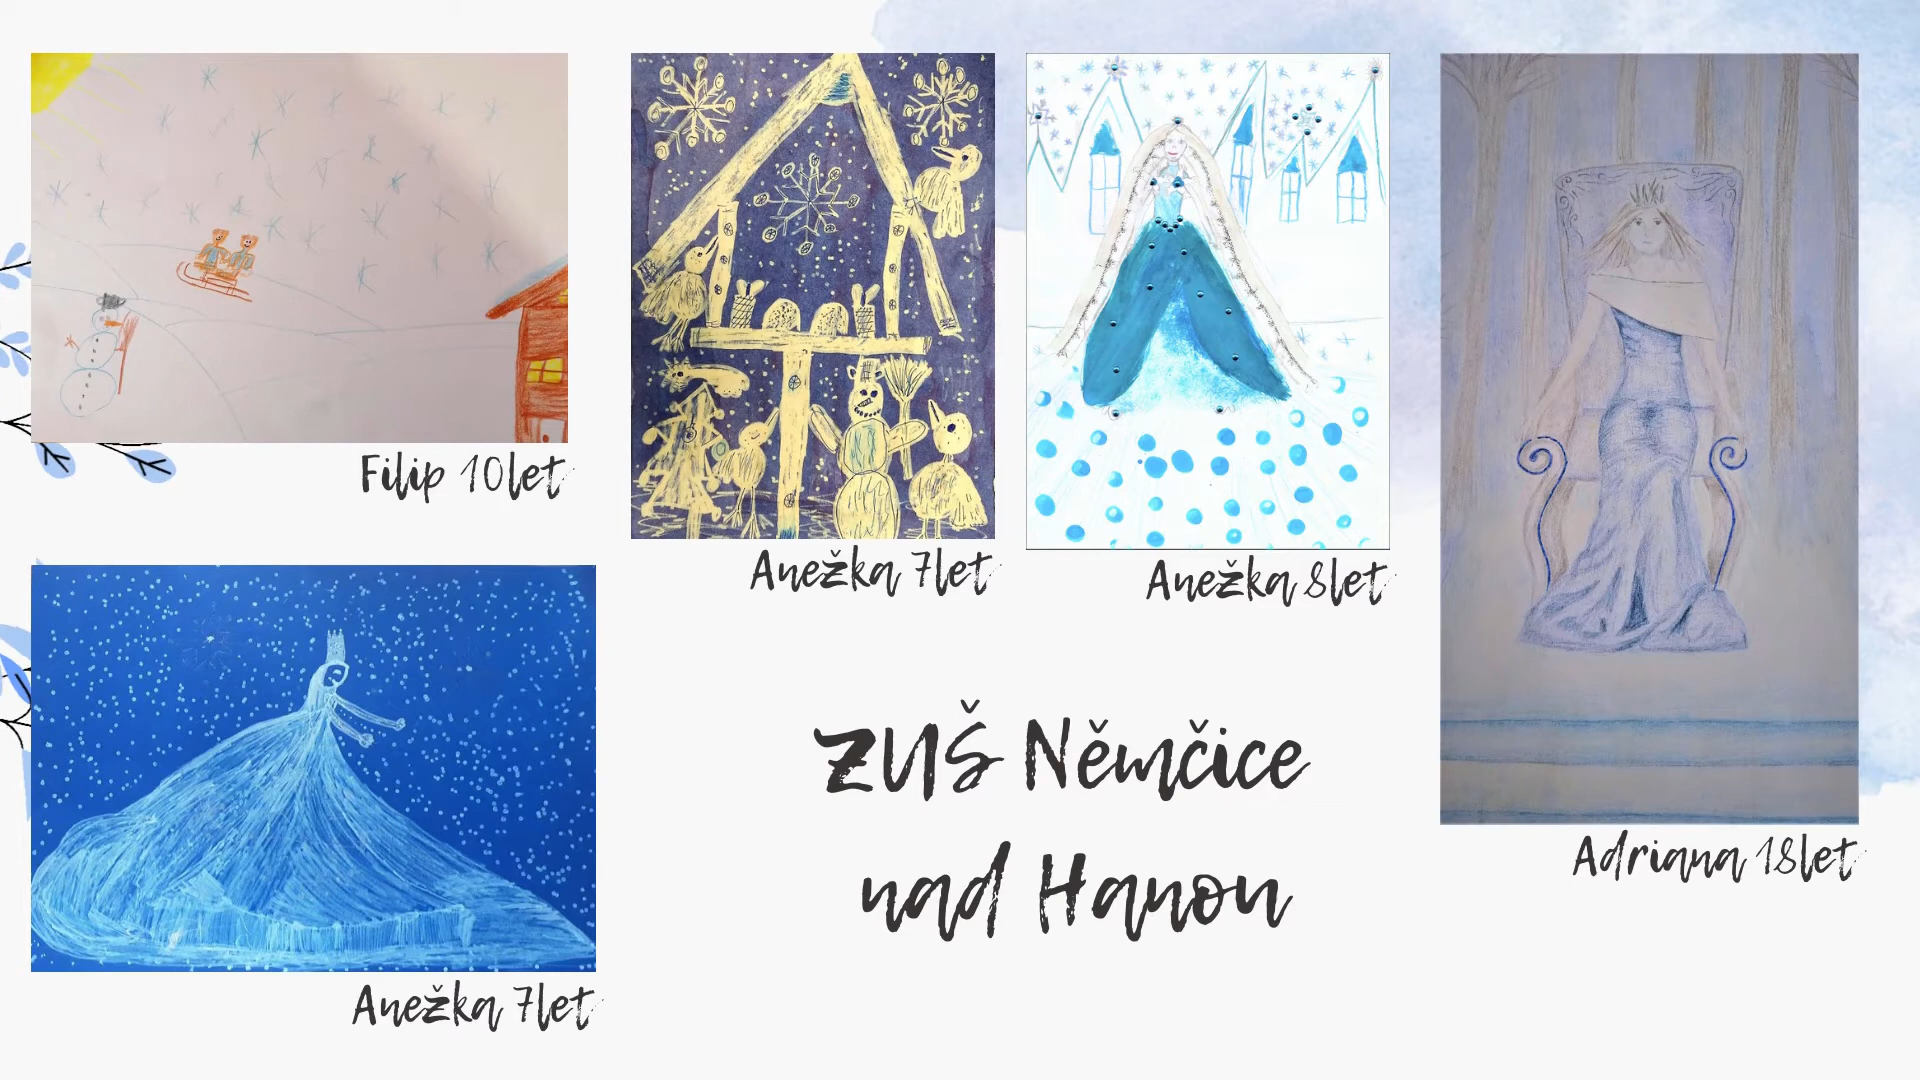 Filip 10let
Anežka 7let
Anežka 8let
Adriana 18let
Anežka 7let
ZUŠ Němčice
nad Hanou